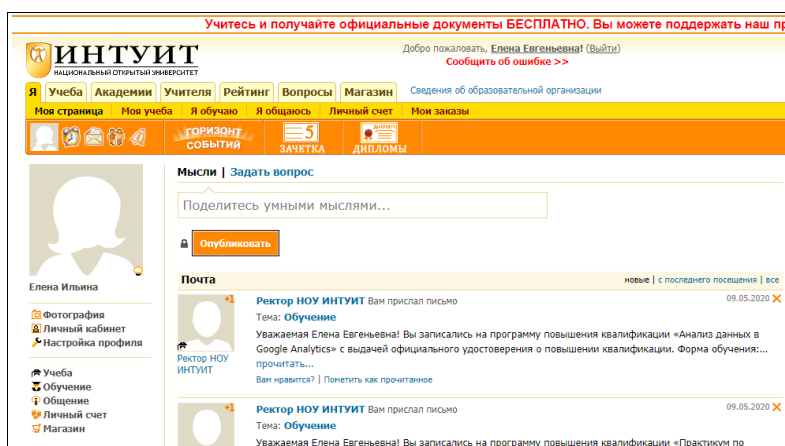 Учитесь и получайте официальные документы БЕСПЛАТНО. Вы можете поддержать наш
ИНТУИТ
НАЦИОНАЛЬНЫЙ ОТКРЫТЫЙ УНИВЕРСИТЕТ
Добро пожаловать, Елена Евгеньевна! (Выйти)
Сообщить об ошибке >>
Я Учеба Академии Учителя Рейтинг Вопросы Магазин Сведения об образовательной организации
Моя страница Моя учеба Я обучаю Я общаюсь Личный счет Мои заказы
ГОРИЗОНТ СОБЫТИЙ
5 ЗАЧЕТКА
ДИПЛОМЫ
Мысли | Задать вопрос
Поделитесь умными мыслями...
Опубликовать
Елена Ильина
Фотография
Личный кабинет
Настройка профиля
Учеба
Обучение
Общение
Личный счет
Магазин
Почта
новые | с последнего посещения | все
+1
Ректор НОУ ИНТУИТ
Ректор НОУ ИНТУИТ Вам прислал письмо 09.05.2020
Тема: Обучение
Уважаемая Елена Евгеньевна! Вы записались на программу повышения квалификации «Анализ данных в
Google Analytics» с выдачей официального удостоверения о повышении квалификации. Форма обучения:...
прочитать...
Вам нравится? | Пометить как прочитанное
+1
Ректор НОУ ИНТУИТ Вам прислал письмо 09.05.2020
Тема: Обучение
Уважаемая Елена Евгеньевна! Вы записались на программу повышения квалификации «Практикум по